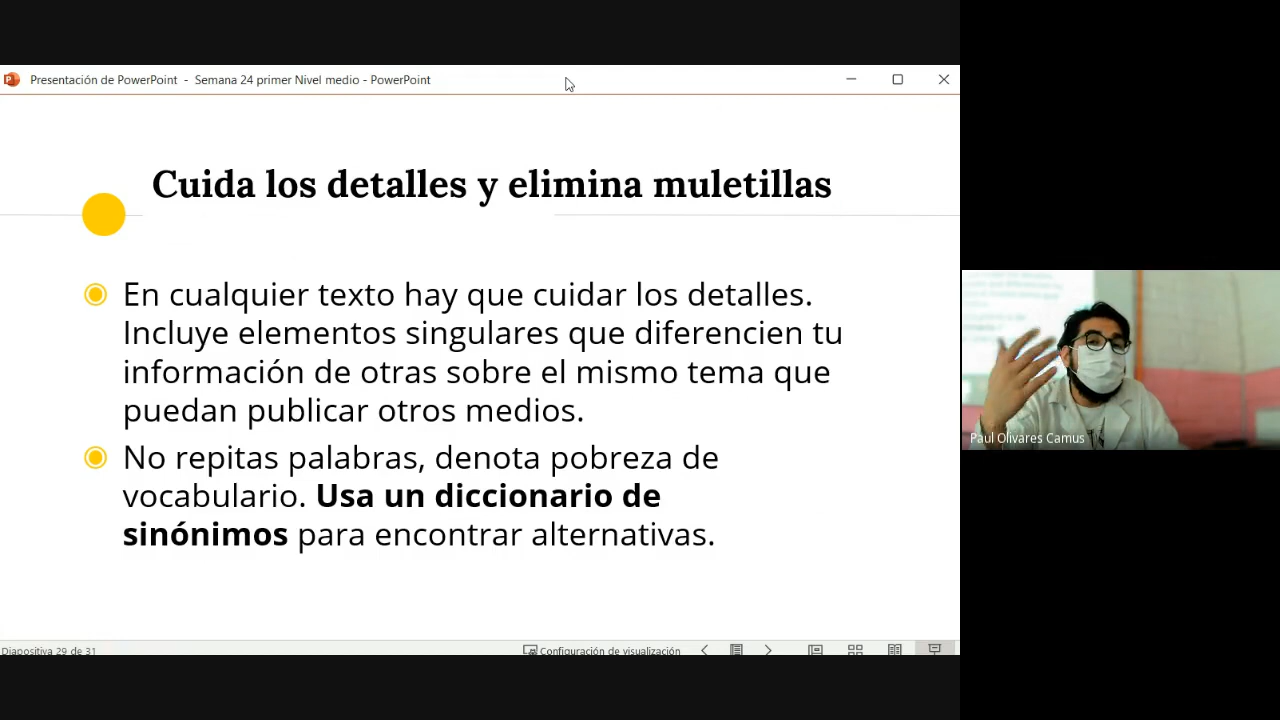 Presentación de PowerPoint - Semana 24 primer Nivel medio - PowerPoint
Cuida los detalles y elimina muletillas
En cualquier texto hay que cuidar los detalles.
Incluye elementos singulares que diferencien tu
información de otras sobre el mismo tema que
puedan publicar otros medios.
No repitas palabras, denota pobreza de
vocabulario. Usa un diccionario de
sinónimos para encontrar alternativas.
Paul Olivares Camus
Diapositiva 29 de 31
Configuración de visualización